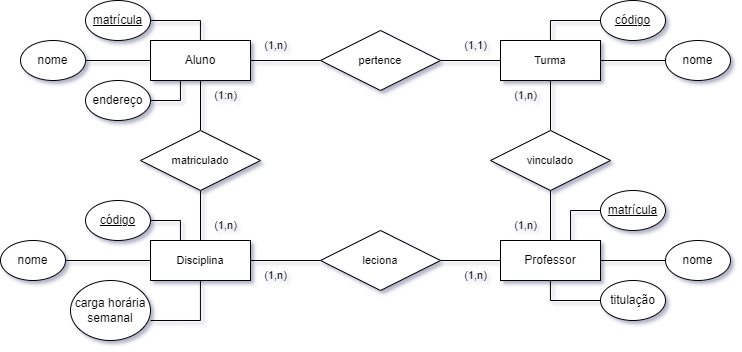 matrícula
código
(1,n)
(1,1)
nome
Aluno
pertence
Turma
nome
endereço
(1:n)
(1,n)
matriculado
vinculado
código
(1,n)
(1,n)
matrícula
nome
Disciplina
leciona
Professor
nome
(1,n)
(1,n)
carga horária
semanal
titulação